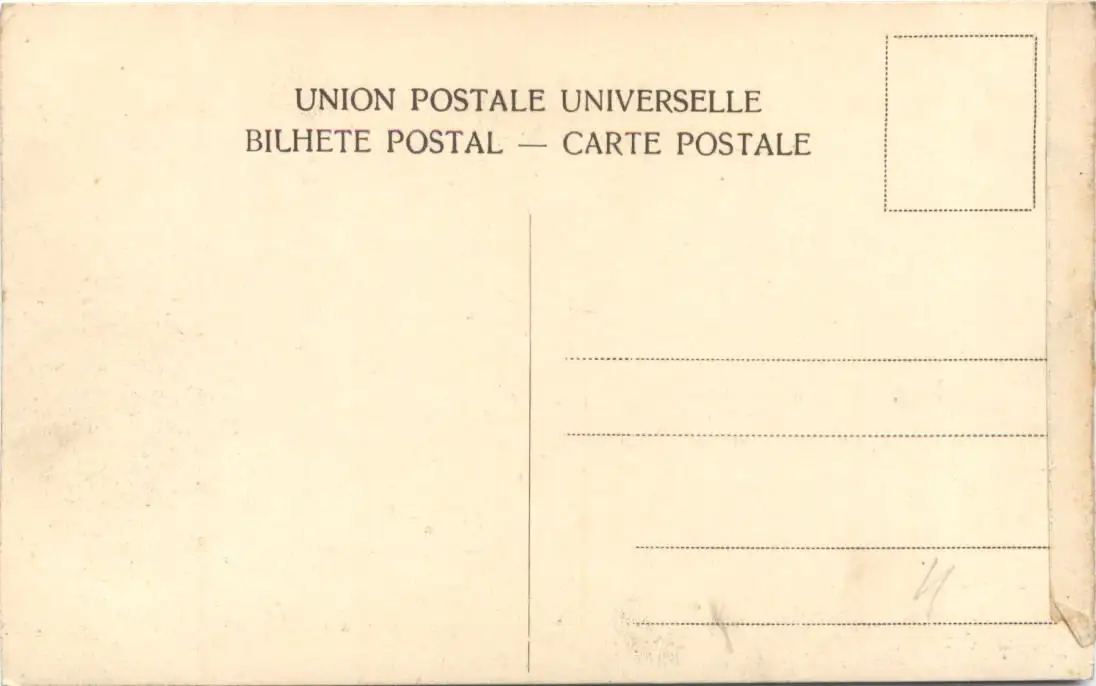 UNION POSTALE UNIVERSELLE
BILHETE POSTAL — CARTE POSTALE